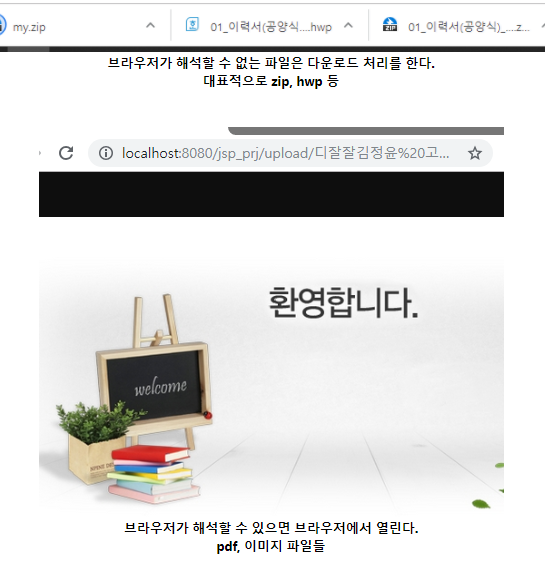 my.zip
01_이력서(공양식....hwp
ZIP
01_이력서(공양식)_....z...
브라우저가 해석할 수 없는 파일은 다운로드 처리를 한다.
대표적으로 zip, hwp 등
localhost:8080/jsp_prj/upload/디잘잘김정윤%20고...
환영합니다.
welcome
브라우저가 해석할 수 있으면 브라우저에서 열린다.
pdf, 이미지 파일들